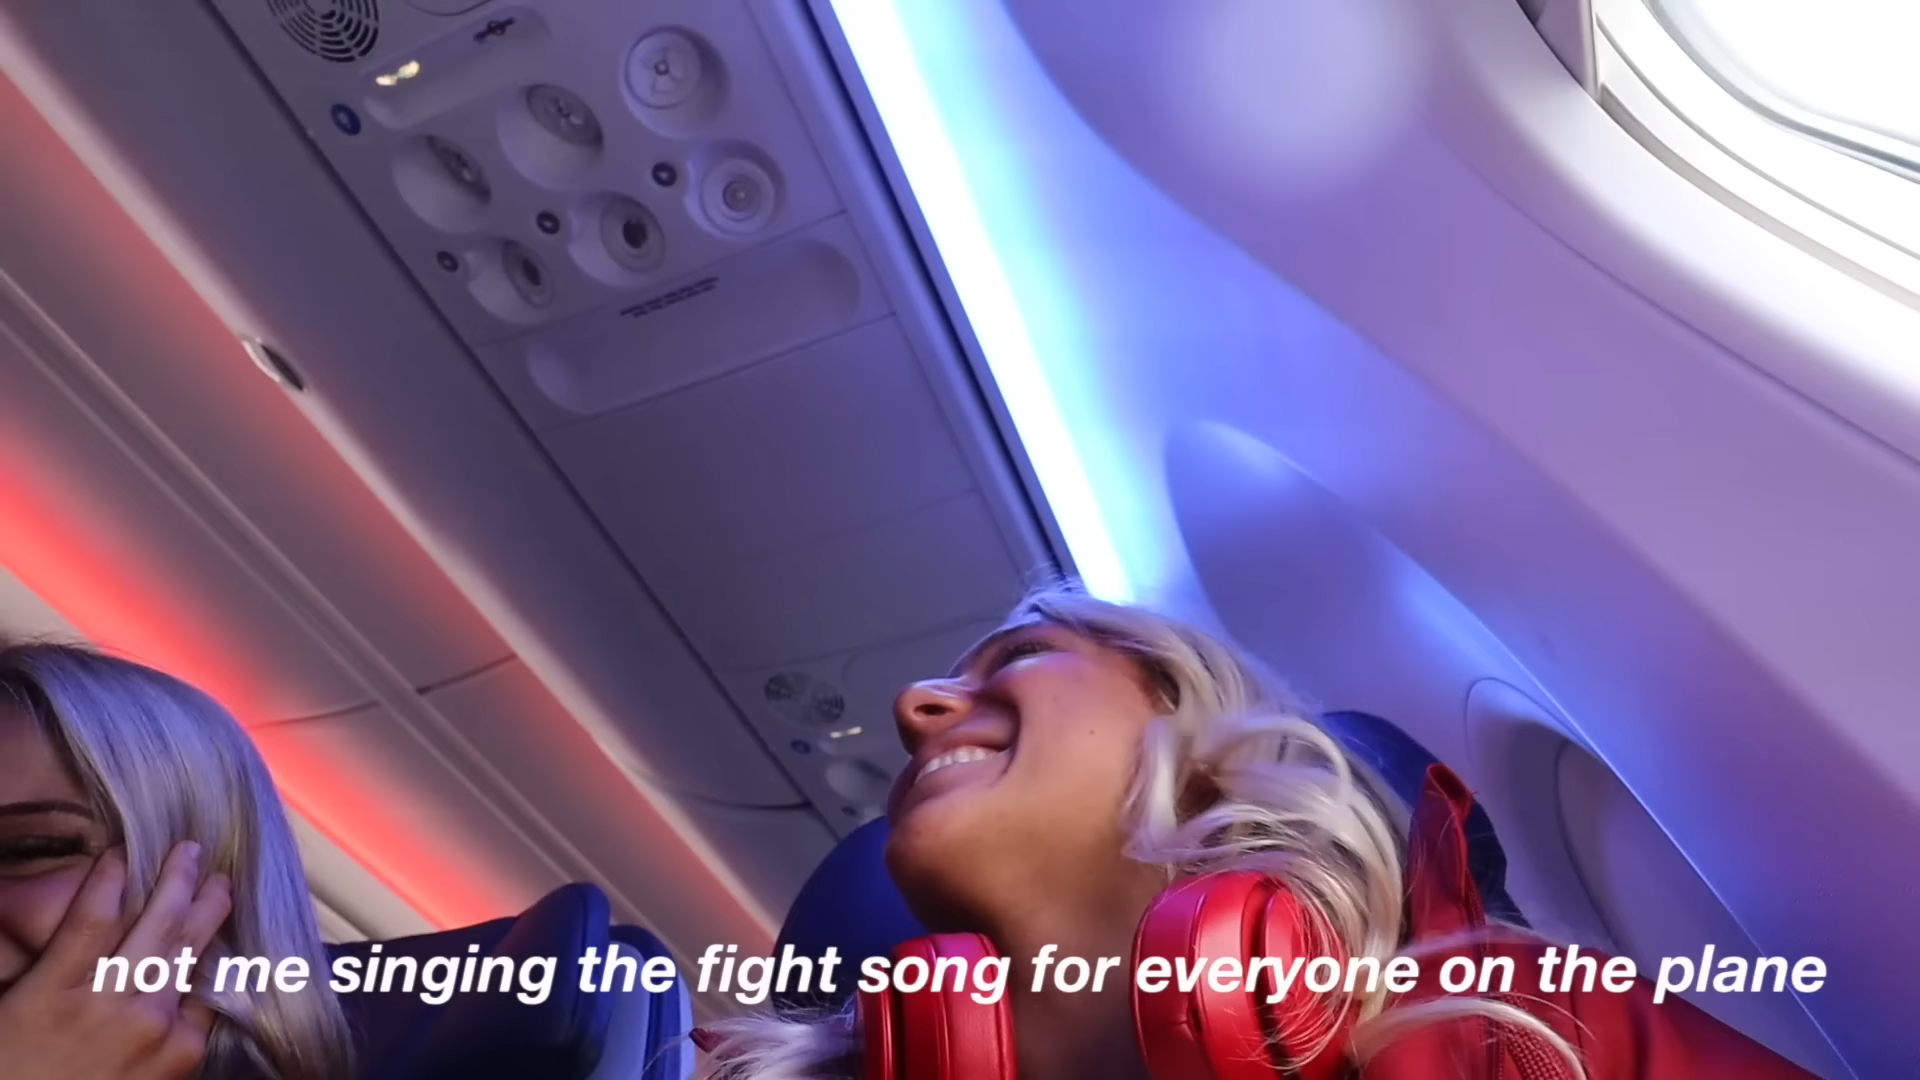 not me singing the fight song for everyone on the plane